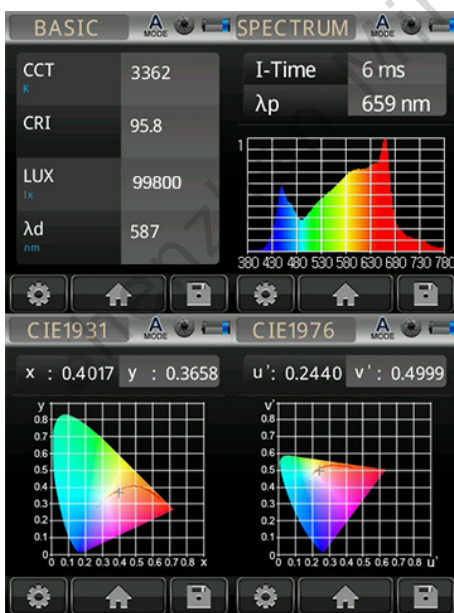 BASIC
A
MODE
CCT
K
3362
CRI
95.8
LUX
lx
99800
λd
nm
587
SPECTRUM
A
MODE
I-Time
6 ms
λp
659 nm
1
380 430 480 530 580 630 680 730 780
CIE1931
A
MODE
x : 0.4017 y : 0.3658
y
0.8
0.7
0.6
0.5
0.4
0.3
0.2
0.1
0
0 0.1 0.2 0.3 0.4 0.5 0.6 0.7 0.8 x
CIE1976
A
MODE
u': 0.2440 v': 0.4999
v'
0.8
0.7
0.6
0.5
0.4
0.3
0.2
0.1
0
0 0.1 0.2 0.3 0.4 0.5 0.6 0.7 0.8 u'